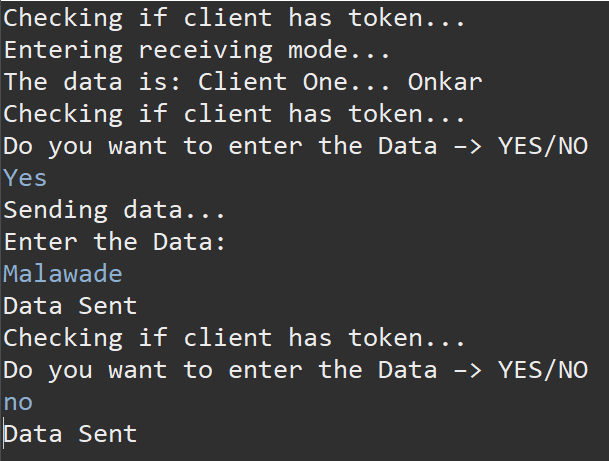 Checking if client has token...
Entering receiving mode...
The data is: Client One... Onkar
Checking if client has token...
Do you want to enter the Data –> YES/NO
Yes
Sending data...
Enter the Data:
Malawade
Data Sent
Checking if client has token...
Do you want to enter the Data –> YES/NO
no
Data Sent